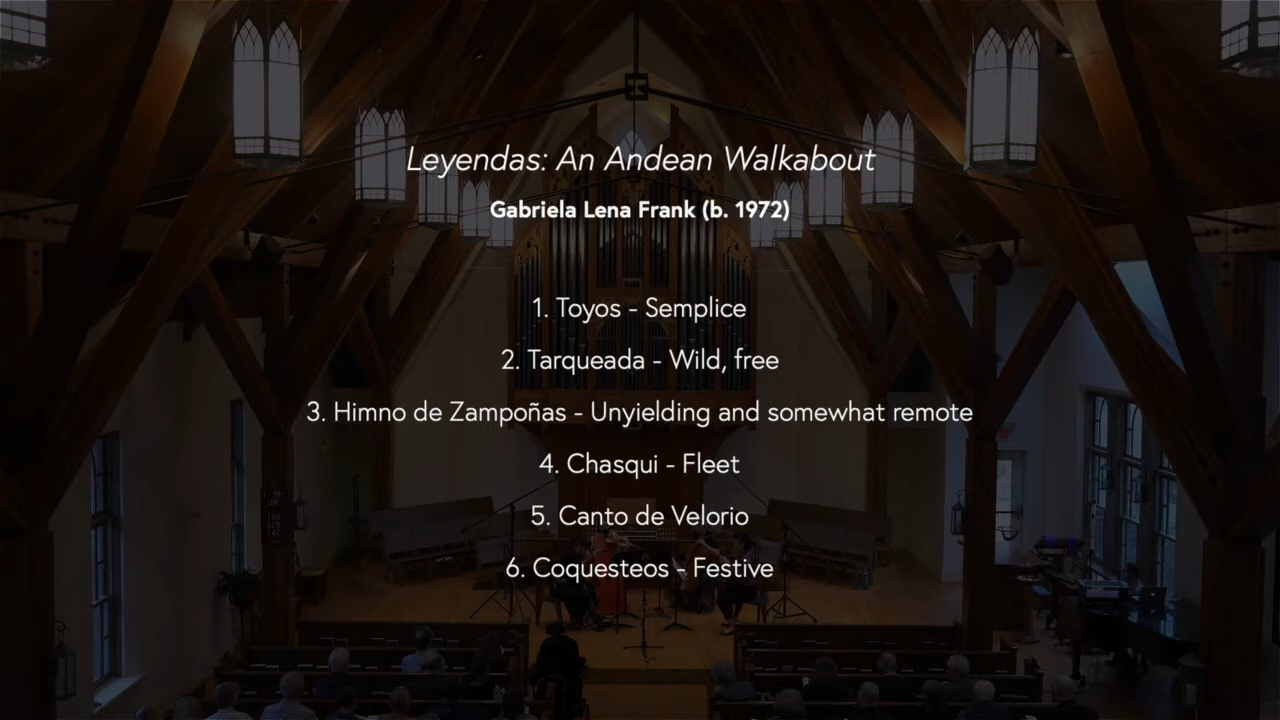 Leyendas: An Andean Walkabout
Gabriela Lena Frank (b. 1972)
1. Toyos - Semplice
2. Tarqueada - Wild, free
3. Himno de Zampoñas - Unyielding and somewhat remote
4. Chasqui - Fleet
5. Canto de Velorio
6. Coquesteos - Festive